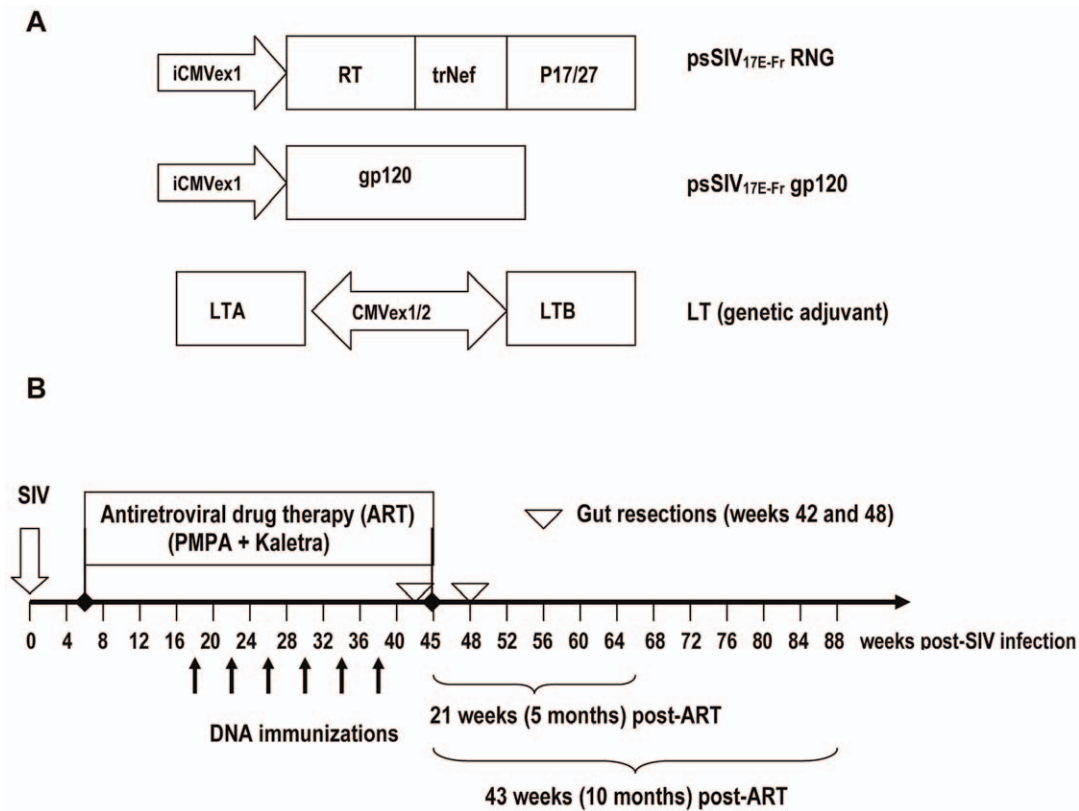 A
iCMVex1
RT
trNef
P17/27
psSIV17E-Fr RNG
iCMVex1
gp120
psSIV17E-Fr gp120
LTA
CMVex1/2
LTB
LT (genetic adjuvant)
B
SIV
Antiretroviral drug therapy (ART)
(PMPA + Kaletra)
Gut resections (weeks 42 and 48)
0 4 8 12 16 20 24 28 32 36 40 45 48 52 56 60 64 68 72 76 80 84 88 weeks post-SIV infection
DNA immunizations
21 weeks (5 months) post-ART
43 weeks (10 months) post-ART